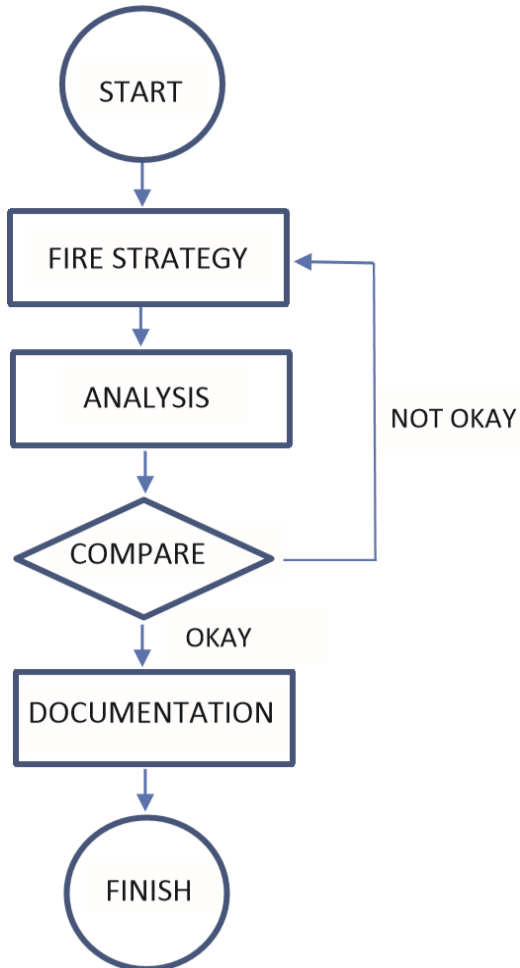 START
FIRE STRATEGY
ANALYSIS
NOT OKAY
COMPARE
OKAY
DOCUMENTATION
FINISH